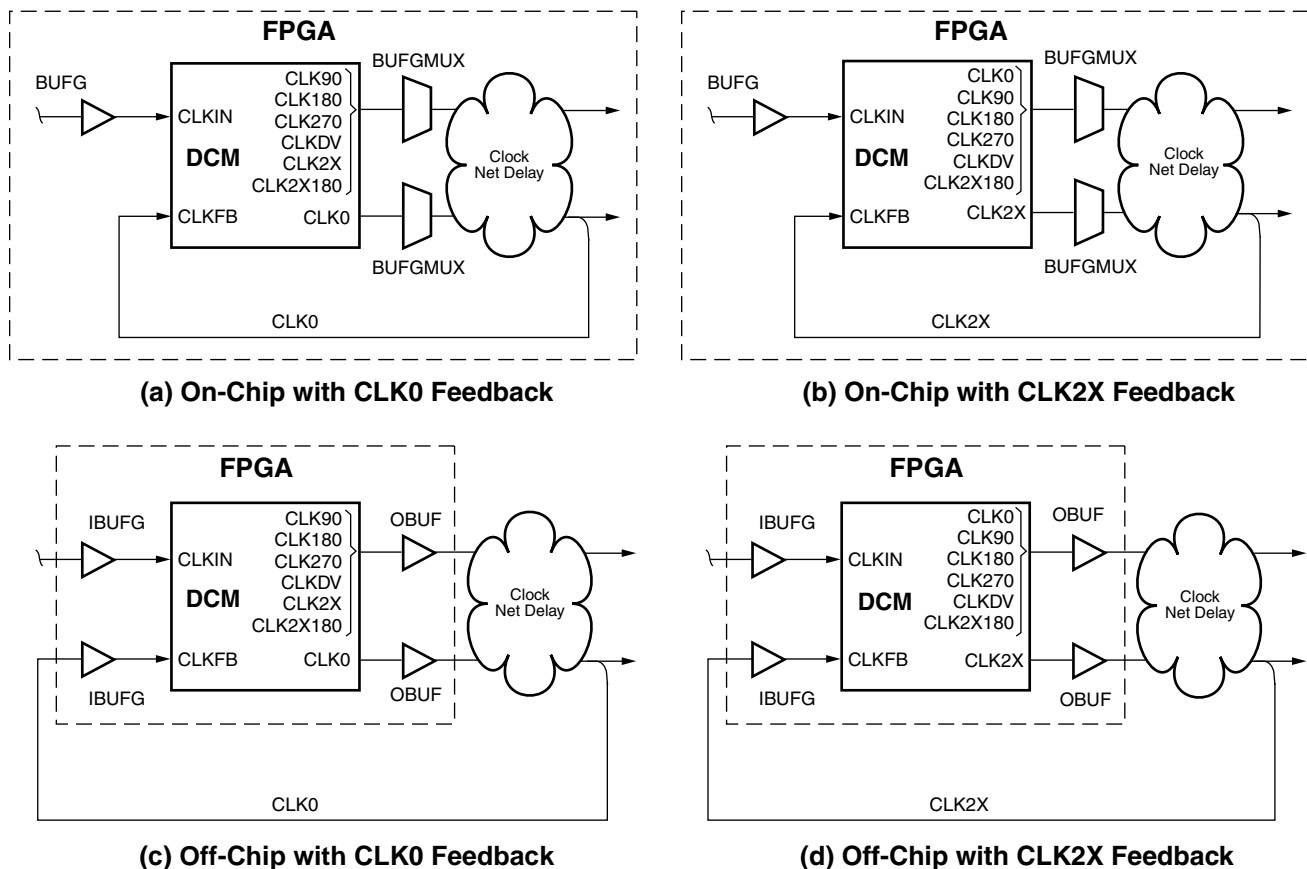 FPGA
BUFG
CLKIN
DCM
CLKFB
CLK90
CLK180
CLK270
CLKDV
CLK2X
CLK2X180
CLK0
BUFGMUX
BUFGMUX
Clock
Net Delay
CLK0
(a) On-Chip with CLK0 Feedback
FPGA
BUFG
CLKIN
DCM
CLKFB
CLK0
CLK90
CLK180
CLK270
CLKDV
CLK2X180
CLK2X
BUFGMUX
BUFGMUX
Clock
Net Delay
CLK2X
(b) On-Chip with CLK2X Feedback
FPGA
IBUFG
IBUFG
CLKIN
DCM
CLKFB
CLK90
CLK180
CLK270
CLKDV
CLK2X
CLK2X180
CLK0
OBUF
OBUF
Clock
Net Delay
CLK0
(c) Off-Chip with CLK0 Feedback
FPGA
IBUFG
IBUFG
CLKIN
DCM
CLKFB
CLK0
CLK90
CLK180
CLK270
CLKDV
CLK2X180
CLK2X
OBUF
OBUF
Clock
Net Delay
CLK2X
(d) Off-Chip with CLK2X Feedback